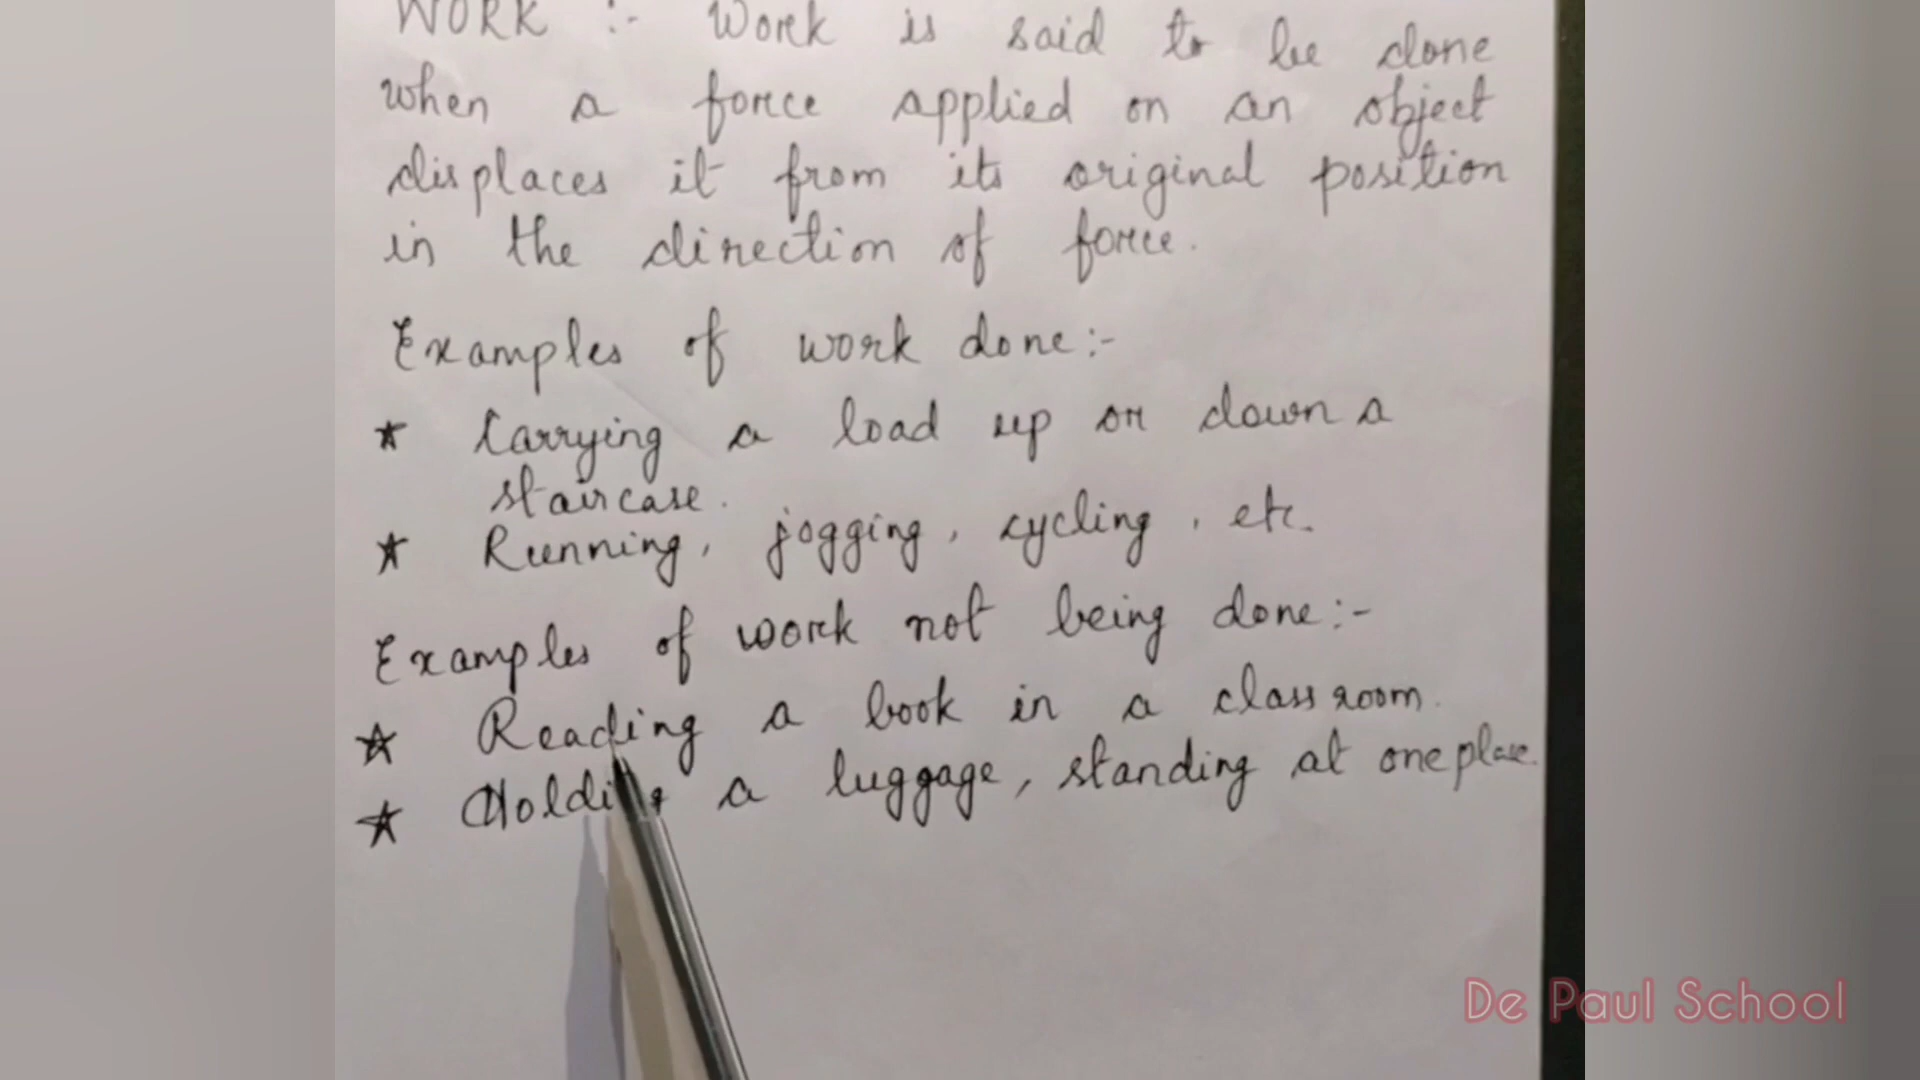 WORK :- Work is said to be done
when a force applied on an object
displaces it from its original position
in the direction of force.
Examples of work done:-
★ Carrying a load up or down a
staircase.
★ Running, jogging, cycling, etc.
Examples of work not being done:-
★ Reading a book in a classroom.
★ Holding a luggage, standing at one place.
De Paul School